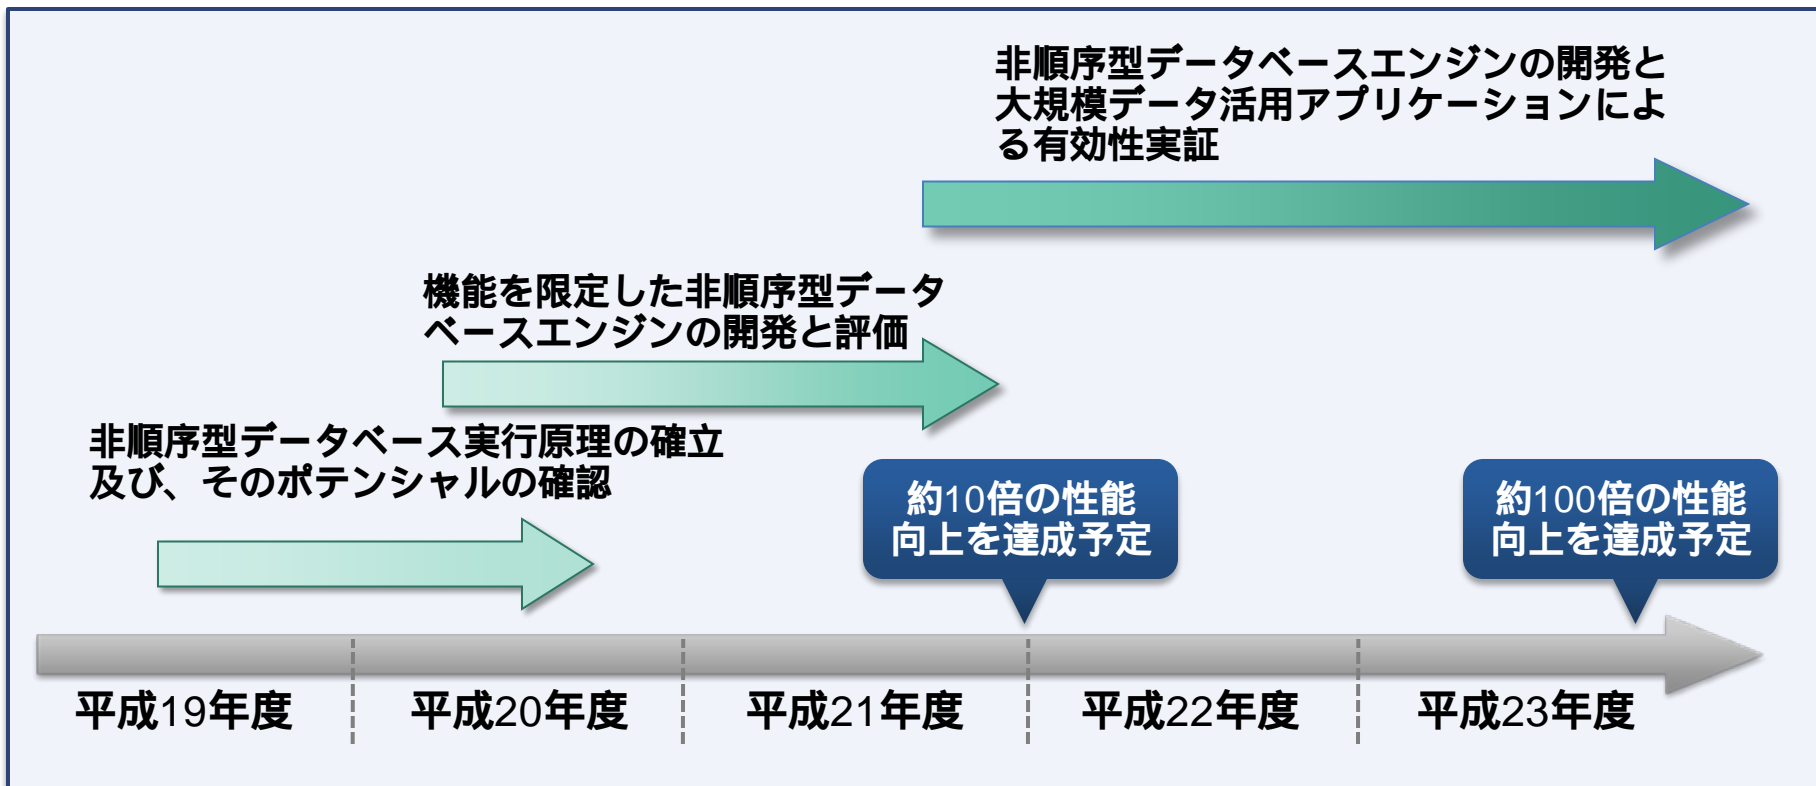 非順序型データベースエンジンの開発と
大規模データ活用アプリケーションによ
る有効性実証
機能を限定した非順序型データ
ベースエンジンの開発と評価
非順序型データベース実行原理の確立
及び、そのポテンシャルの確認
約10倍の性能
向上を達成予定
約100倍の性能
向上を達成予定
平成19年度
平成20年度
平成21年度
平成22年度
平成23年度